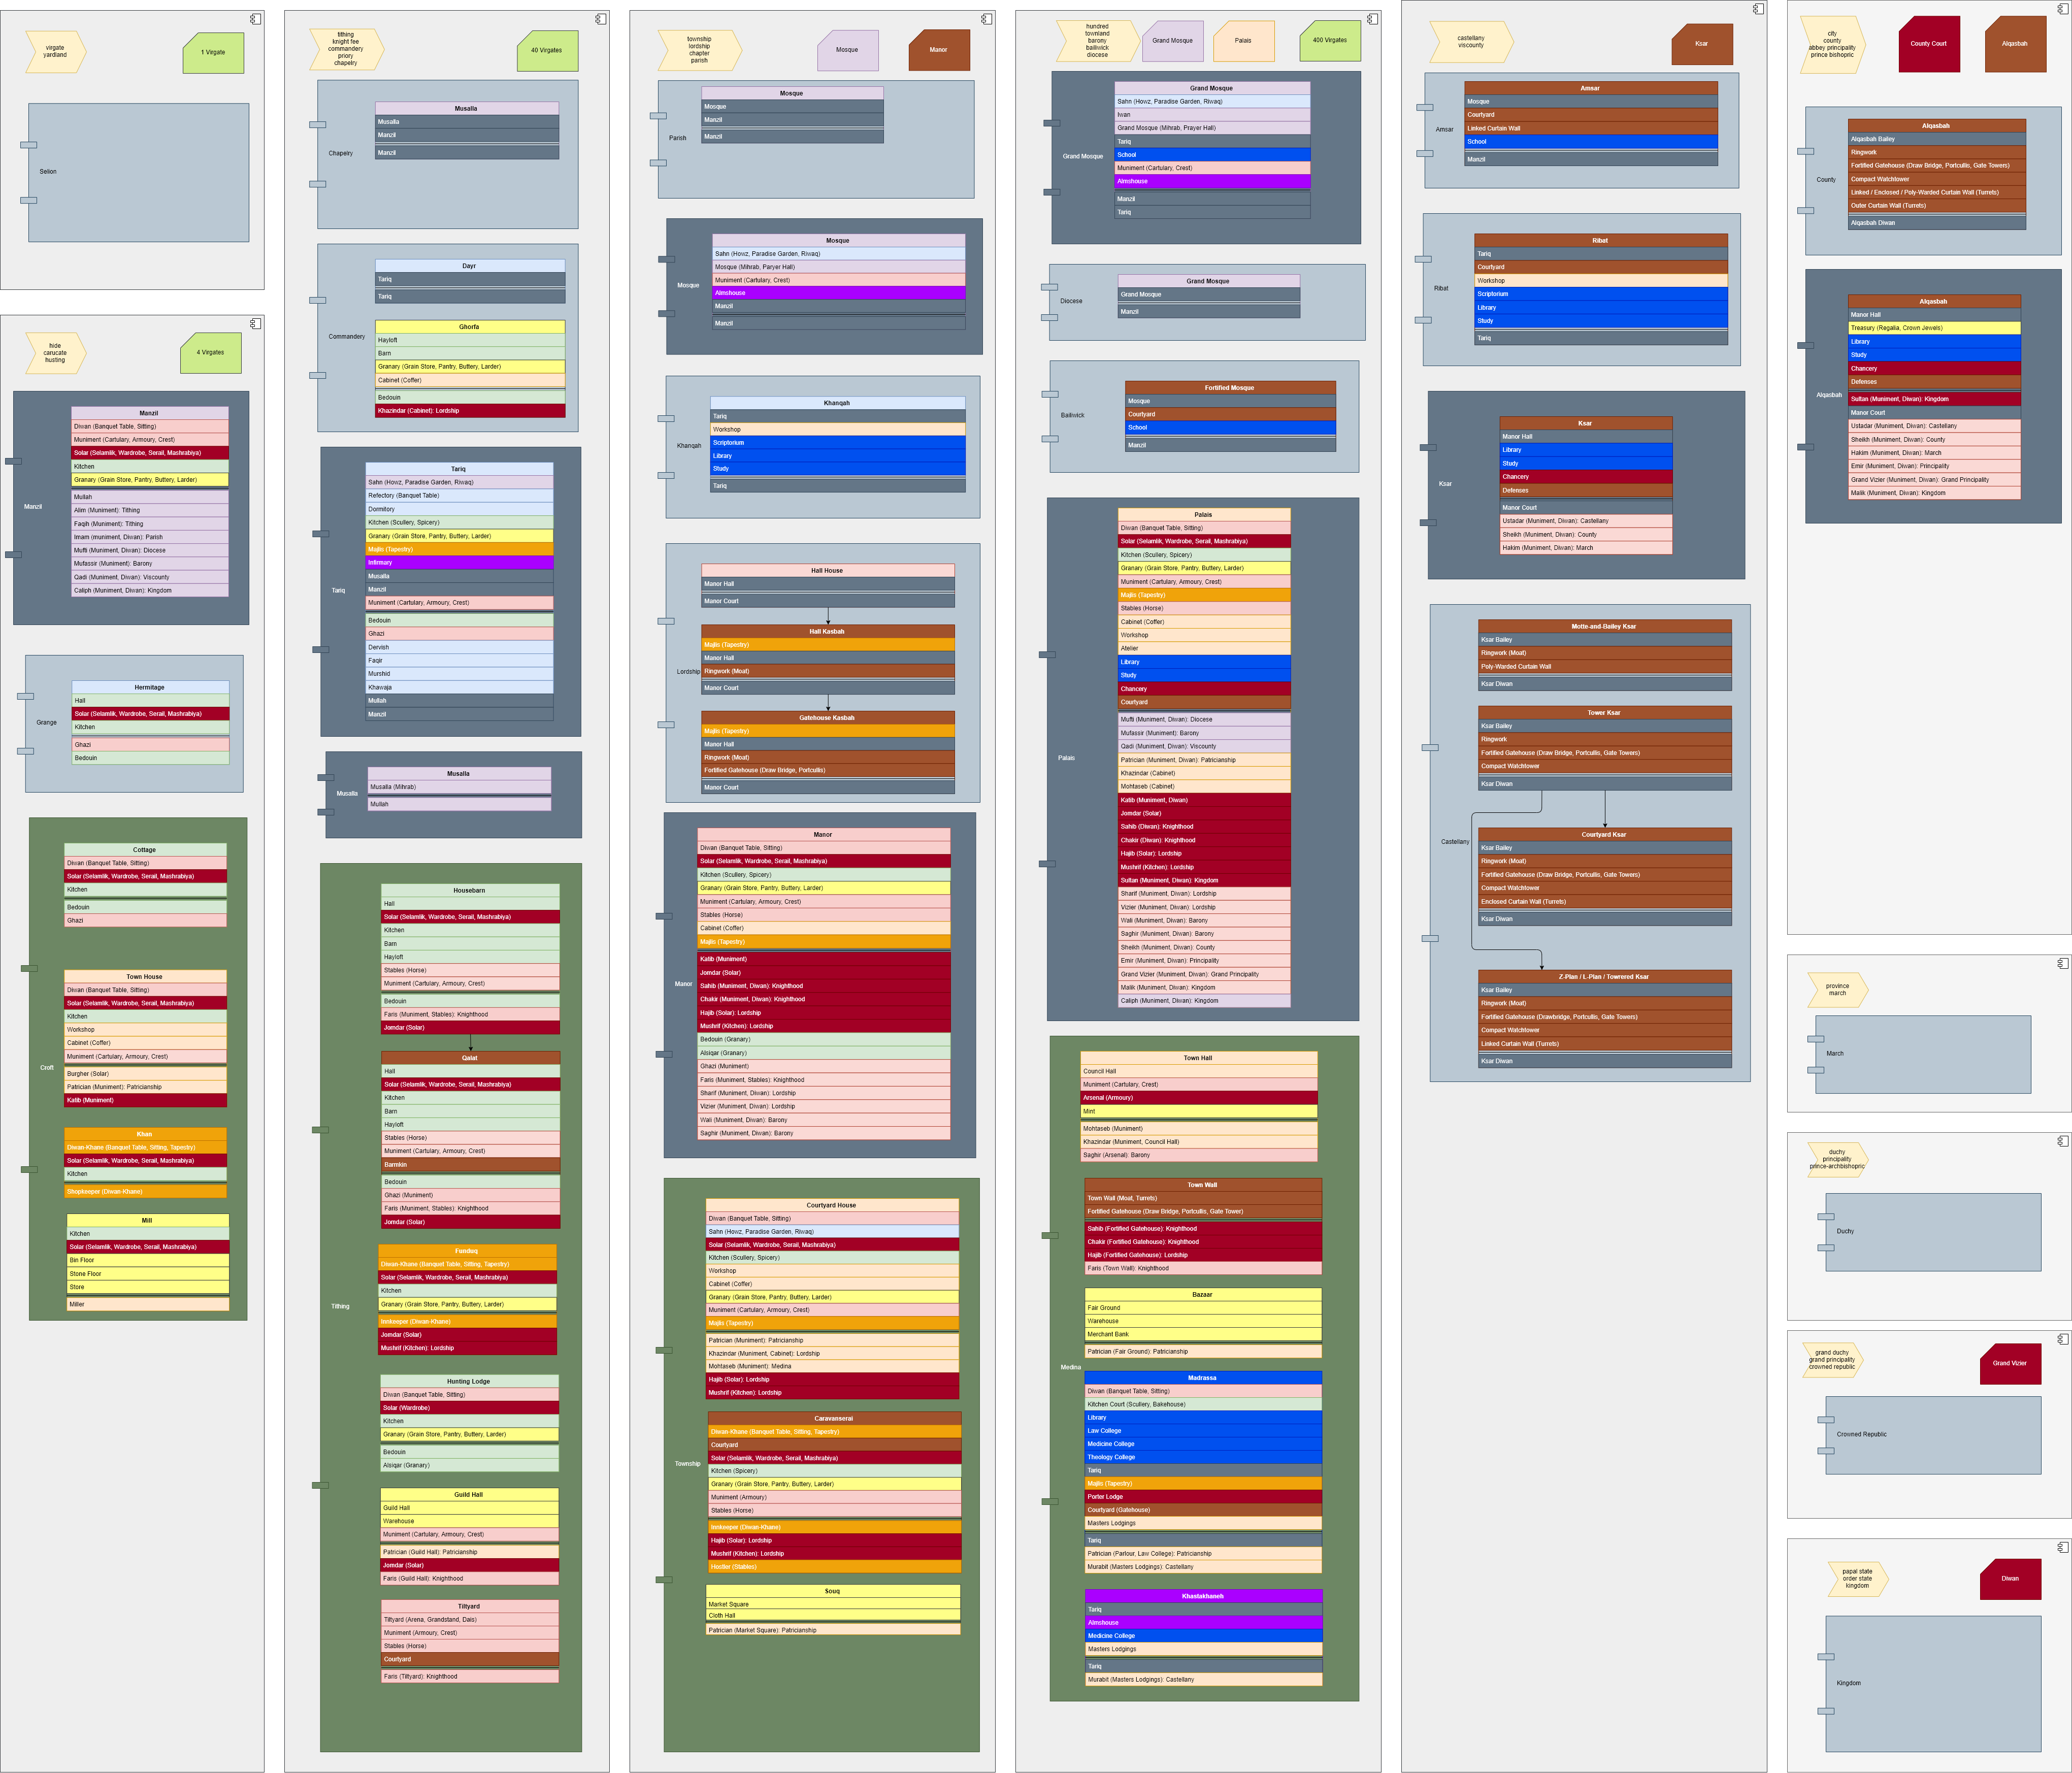 virgate
yardland
1 Virgate
Selion
hide
carucate
husting
4 Virgates
Manzil
Manzil
Diwan (Banquet Table, Sitting)
Muniment (Cartulary, Armoury, Crest)
Solar (Selamlik, Wardrobe, Serail, Mashrabiya)
Kitchen
Granary (Grain Store, Pantry, Buttery, Larder)
Mullah
Alim (Muniment): Tithing
Faqih (Muniment): Tithing
Imam (muniment, Diwan): Parish
Mufti (Muniment, Diwan): Diocese
Mufassir (Muniment): Barony
Qadi (Muniment, Diwan): Viscounty
Caliph (Muniment, Diwan): Kingdom
Grange
Hermitage
Hall
Solar (Selamlik, Wardrobe, Serail, Mashrabiya)
Kitchen
Ghazi
Bedouin
Croft
Cottage
Diwan (Banquet Table, Sitting)
Solar (Selamlik, Wardrobe, Serail, Mashrabiya)
Kitchen
Bedouin
Ghazi
Town House
Diwan (Banquet Table, Sitting)
Solar (Selamlik, Wardrobe, Serail, Mashrabiya)
Kitchen
Workshop
Cabinet (Coffer)
Muniment (Cartulary, Armoury, Crest)
Burgher (Solar)
Patrician (Muniment): Patricianship
Katib (Muniment)
Khan
Diwan-Khane (Banquet Table, Sitting, Tapestry)
Solar (Selamlik, Wardrobe, Serail, Mashrabiya)
Kitchen
Shopkeeper (Diwan-Khane)
Mill
Kitchen
Solar (Selamlik, Wardrobe, Serail, Mashrabiya)
Bin Floor
Stone Floor
Store
Miller
tithing
knight fee
commandery
priory
chapelry
40 Virgates
Chapelry
Musalla
Musalla
Manzil
Manzil
Commandery
Dayr
Tariq
Tariq
Ghorfa
Hayloft
Barn
Granary (Grain Store, Pantry, Buttery, Larder)
Cabinet (Coffer)
Bedouin
Khazindar (Cabinet): Lordship
Tariq
Tariq
Sahn (Howz, Paradise Garden, Riwaq)
Refectory (Banquet Table)
Dormitory
Kitchen (Scullery, Spicery)
Granary (Grain Store, Pantry, Buttery, Larder)
Majlis (Tapestry)
Infirmary
Musalla
Manzil
Muniment (Cartulary, Armoury, Crest)
Bedouin
Ghazi
Dervish
Faqir
Murshid
Khawaja
Mullah
Manzil
Musalla
Musalla
Musalla (Mihrab)
Mullah
Tithing
Housebarn
Hall
Solar (Selamlik, Wardrobe, Serail, Mashrabiya)
Kitchen
Barn
Hayloft
Stables (Horse)
Muniment (Cartulary, Armoury, Crest)
Bedouin
Faris (Muniment, Stables): Knighthood
Jomdar (Solar)
Qalat
Hall
Solar (Selamlik, Wardrobe, Serail, Mashrabiya)
Kitchen
Barn
Hayloft
Stables (Horse)
Muniment (Cartulary, Armoury, Crest)
Barmkin
Bedouin
Ghazi (Muniment)
Faris (Muniment, Stables): Knighthood
Jomdar (Solar)
Funduq
Diwan-Khane (Banquet Table, Sitting, Tapestry)
Solar (Selamlik, Wardrobe, Serail, Mashrabiya)
Kitchen
Granary (Grain Store, Pantry, Buttery, Larder)
Innkeeper (Diwan-Khane)
Jomdar (Solar)
Mushrif (Kitchen): Lordship
Hunting Lodge
Diwan (Banquet Table, Sitting)
Solar (Wardrobe)
Kitchen
Granary (Grain Store, Pantry, Buttery, Larder)
Bedouin
Alsiqar (Granary)
Guild Hall
Guild Hall
Warehouse
Muniment (Cartulary, Armoury, Crest)
Patrician (Guild Hall): Patricianship
Jomdar (Solar)
Faris (Guild Hall): Knighthood
Tiltyard
Tiltyard (Arena, Grandstand, Dais)
Muniment (Armoury, Crest)
Stables (Horse)
Courtyard
Faris (Tiltyard): Knighthood
township
lordship
chapter
parish
Mosque
Manor
Parish
Mosque
Mosque
Manzil
Manzil
Mosque
Mosque
Sahn (Howz, Paradise Garden, Riwaq)
Mosque (Mihrab, Paryer Hall)
Muniment (Cartulary, Crest)
Almshouse
Manzil
Manzil
Khanqah
Khanqah
Tariq
Workshop
Scriptorium
Library
Study
Tariq
Lordship
Hall House
Manor Hall
Manor Court
Hall Kasbah
Majlis (Tapestry)
Manor Hall
Ringwork (Moat)
Manor Court
Gatehouse Kasbah
Majlis (Tapestry)
Manor Hall
Ringwork (Moat)
Fortified Gatehouse (Draw Bridge, Portcullis)
Manor Court
Manor
Manor
Diwan (Banquet Table, Sitting)
Solar (Selamlik, Wardrobe, Serail, Mashrabiya)
Kitchen (Scullery, Spicery)
Granary (Grain Store, Pantry, Buttery, Larder)
Muniment (Cartulary, Armoury, Crest)
Stables (Horse)
Cabinet (Coffer)
Majlis (Tapestry)
Katib (Muniment)
Jomdar (Solar)
Sahib (Muniment, Diwan): Knighthood
Chakir (Muniment, Diwan): Knighthood
Hajib (Solar): Lordship
Mushrif (Kitchen): Lordship
Bedouin (Granary)
Alsiqar (Granary)
Ghazi (Muniment)
Faris (Muniment, Stables): Knighthood
Sharif (Muniment, Diwan): Lordship
Vizier (Muniment, Diwan): Lordship
Wali (Muniment, Diwan): Barony
Saghir (Muniment, Diwan): Barony
Township
Courtyard House
Diwan (Banquet Table, Sitting)
Sahn (Howz, Paradise Garden, Riwaq)
Solar (Selamlik, Wardrobe, Serail, Mashrabiya)
Kitchen (Scullery, Spicery)
Workshop
Cabinet (Coffer)
Granary (Grain Store, Pantry, Buttery, Larder)
Muniment (Cartulary, Armoury, Crest)
Majlis (Tapestry)
Patrician (Muniment): Patricianship
Khazindar (Muniment, Cabinet): Lordship
Mohtaseb (Muniment): Medina
Hajib (Solar): Lordship
Mushrif (Kitchen): Lordship
Caravanserai
Diwan-Khane (Banquet Table, Sitting, Tapestry)
Courtyard
Solar (Selamlik, Wardrobe, Serail, Mashrabiya)
Kitchen (Spicery)
Granary (Grain Store, Pantry, Buttery, Larder)
Muniment (Armoury)
Stables (Horse)
Innkeeper (Diwan-Khane)
Hajib (Solar): Lordship
Mushrif (Kitchen): Lordship
Hostler (Stables)
Souq
Market Square
Cloth Hall
Patrician (Market Square): Patricianship
hundred
townland
barony
bailiwick
diocese
Grand Mosque
Palais
400 Virgates
Grand Mosque
Grand Mosque
Sahn (Howz, Paradise Garden, Riwaq)
Iwan
Grand Mosque (Mihrab, Prayer Hall)
Tariq
School
Muniment (Cartulary, Crest)
Almshouse
Manzil
Tariq
Diocese
Grand Mosque
Grand Mosque
Manzil
Bailiwick
Fortified Mosque
Mosque
Courtyard
School
Manzil
Palais
Palais
Diwan (Banquet Table, Sitting)
Solar (Selamlik, Wardrobe, Serail, Mashrabiya)
Kitchen (Scullery, Spicery)
Granary (Grain Store, Pantry, Buttery, Larder)
Muniment (Cartulary, Armoury, Crest)
Majlis (Tapestry)
Stables (Horse)
Cabinet (Coffer)
Workshop
Atelier
Library
Study
Chancery
Courtyard
Mufti (Muniment, Diwan): Diocese
Mufassir (Muniment): Barony
Qadi (Muniment, Diwan): Viscounty
Patrician (Muniment, Diwan): Patricianship
Khazindar (Cabinet)
Mohtaseb (Cabinet)
Katib (Muniment, Diwan)
Jomdar (Solar)
Sahib (Diwan): Knighthood
Chakir (Diwan): Knighthood
Hajib (Solar): Lordship
Mushrif (Kitchen): Lordship
Sultan (Muniment, Diwan): Kingdom
Sharif (Muniment, Diwan): Lordship
Vizier (Muniment, Diwan): Lordship
Wali (Muniment, Diwan): Barony
Saghir (Muniment, Diwan): Barony
Sheikh (Muniment, Diwan): County
Emir (Muniment, Diwan): Principality
Grand Vizier (Muniment, Diwan): Grand Principality
Malik (Muniment, Diwan): Kingdom
Caliph (Muniment, Diwan): Kingdom
Medina
Town Hall
Council Hall
Muniment (Cartulary, Crest)
Arsenal (Armoury)
Mint
Mohtaseb (Muniment)
Khazindar (Muniment, Council Hall)
Saghir (Arsenal): Barony
Town Wall
Town Wall (Moat, Turrets)
Fortified Gatehouse (Draw Bridge, Portcullis, Gate Tower)
Sahib (Fortified Gatehouse): Knighthood
Chakir (Fortified Gatehouse): Knighthood
Hajib (Fortified Gatehouse): Lordship
Faris (Town Wall): Knighthood
Bazaar
Fair Ground
Warehouse
Merchant Bank
Patrician (Fair Ground): Patricianship
Madrassa
Diwan (Banquet Table, Sitting)
Kitchen Court (Scullery, Bakehouse)
Library
Law College
Medicine College
Theology College
Tariq
Majlis (Tapestry)
Porter Lodge
Courtyard (Gatehouse)
Masters Lodgings
Tariq
Patrician (Parlour, Law College): Patricianship
Murabit (Masters Lodgings): Castellany
Khastakhaneh
Tariq
Almshouse
Medicine College
Masters Lodgings
Tariq
Murabit (Masters Lodgings): Castellany
castellany
viscounty
Ksar
Amsar
Amsar
Mosque
Courtyard
Linked Curtain Wall
School
Manzil
Ribat
Ribat
Tariq
Courtyard
Workshop
Scriptorium
Library
Study
Tariq
Ksar
Ksar
Manor Hall
Library
Study
Chancery
Defenses
Manor Court
Ustadar (Muniment, Diwan): Castellany
Sheikh (Muniment, Diwan): County
Hakim (Muniment, Diwan): March
Castellany
Motte-and-Bailey Ksar
Ksar Bailey
Ringwork (Moat)
Poly-Warded Curtain Wall
Ksar Diwan
Tower Ksar
Ksar Bailey
Ringwork
Fortified Gatehouse (Draw Bridge, Portcullis, Gate Towers)
Compact Watchtower
Ksar Diwan
Courtyard Ksar
Ksar Bailey
Ringwork (Moat)
Fortified Gatehouse (Draw Bridge, Portcullis, Gate Towers)
Compact Watchtower
Enclosed Curtain Wall (Turrets)
Ksar Diwan
Z-Plan / L-Plan / Towrered Ksar
Ksar Bailey
Ringwork (Moat)
Fortified Gatehouse (Drawbridge, Portcullis, Gate Towers)
Compact Watchtower
Linked Curtain Wall (Turrets)
Ksar Diwan
city
county
abbey principality
prince bishopric
County Court
Alqasbah
County
Alqasbah
Alqasbah Bailey
Ringwork
Fortified Gatehouse (Draw Bridge, Portcullis, Gate Towers)
Compact Watchtower
Linked / Enclosed / Poly-Warded Curtain Wall (Turrets)
Outer Curtain Wall (Turrets)
Alqasbah Diwan
Alqasbah
Alqasbah
Manor Hall
Treasury (Regalia, Crown Jewels)
Library
Study
Chancery
Defenses
Sultan (Muniment, Diwan): Kingdom
Manor Court
Ustadar (Muniment, Diwan): Castellany
Sheikh (Muniment, Diwan): County
Hakim (Muniment, Diwan): March
Emir (Muniment, Diwan): Principality
Grand Vizier (Muniment, Diwan): Grand Principality
Malik (Muniment, Diwan): Kingdom
province
march
March
duchy
principality
prince-archbishopric
Duchy
grand duchy
grand principality
crowned republic
Grand Vizier
Crowned Republic
papal state
order state
kingdom
Diwan
Kingdom